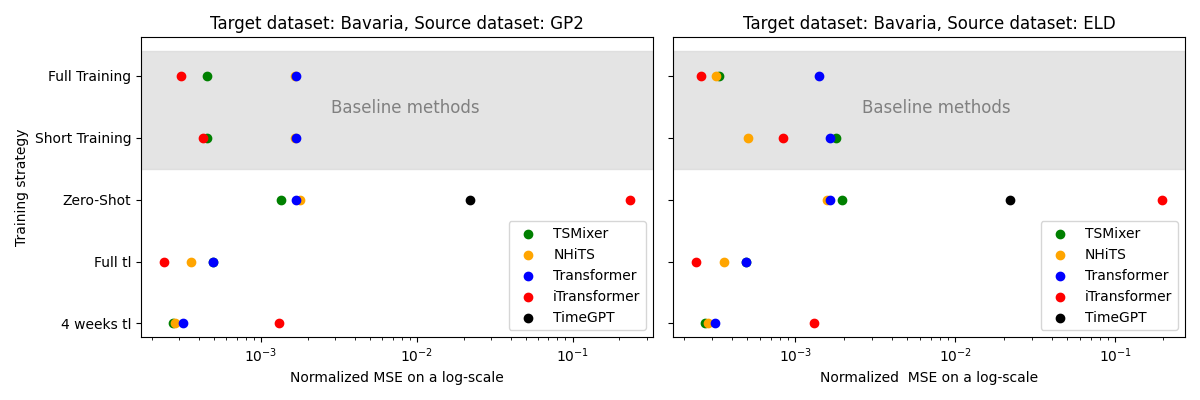 Target dataset: Bavaria, Source dataset: GP2
Target dataset: Bavaria, Source dataset: ELD
Training strategy
Full Training
Short Training
Zero-Shot
Full tl
4 weeks tl
Baseline methods
TSMixer
NHiTS
Transformer
iTransformer
TimeGPT
10⁻³
10⁻²
10⁻¹
Normalized MSE on a log-scale
Baseline methods
TSMixer
NHiTS
Transformer
iTransformer
TimeGPT
10⁻³
10⁻²
10⁻¹
Normalized  MSE on a log-scale